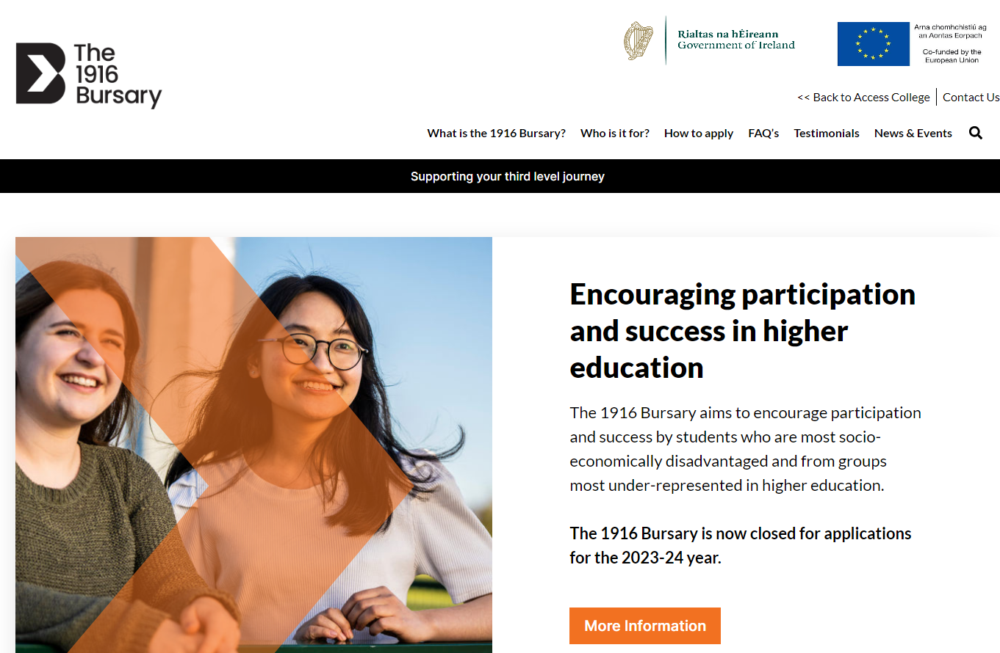 The
1916
Bursary
Rialtas na hÉireann
Government of Ireland
Arna chomhchistiú ag
an Aontas Eorpach
Co-funded by the
European Union
<< Back to Access College
Contact Us
What is the 1916 Bursary? Who is it for? How to apply FAQ's Testimonials News & Events
Supporting your third level journey
Encouraging participation
and success in higher
education
The 1916 Bursary aims to encourage participation
and success by students who are most socio-
economically disadvantaged and from groups
most under-represented in higher education.
The 1916 Bursary is now closed for applications
for the 2023-24 year.
More Information